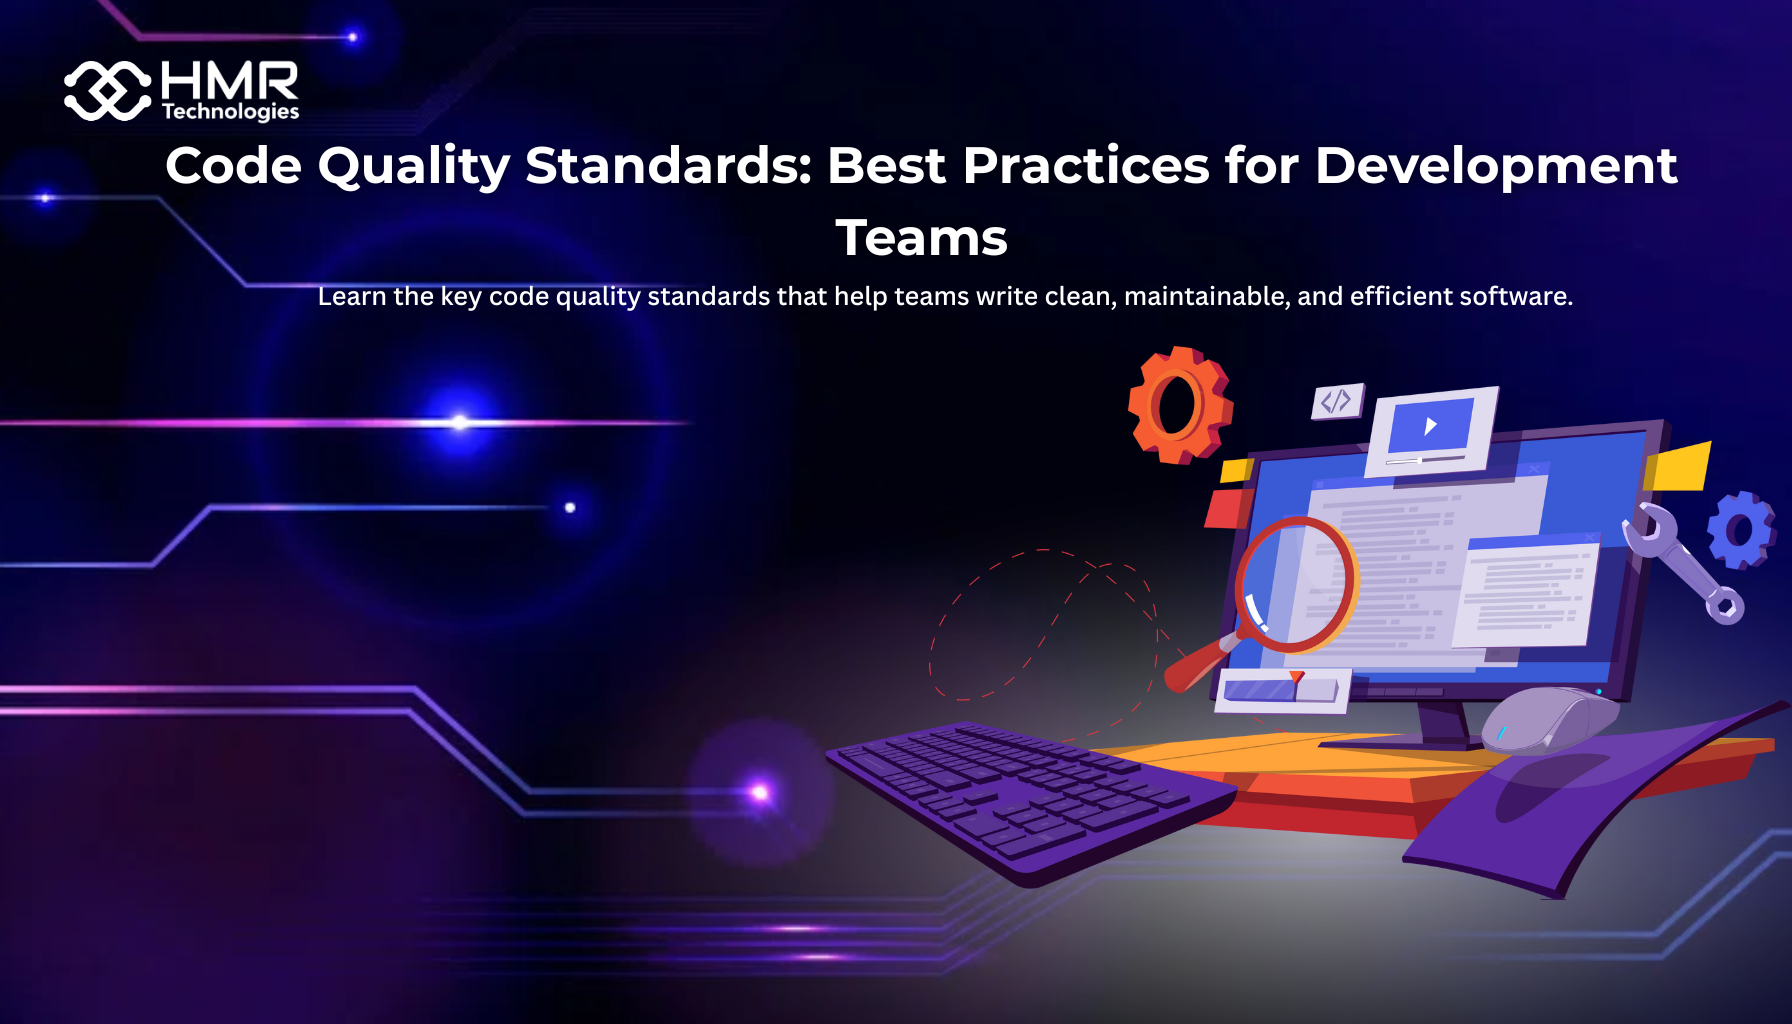 HMR
Technologies
Code Quality Standards: Best Practices for Development
Teams
Learn the key code quality standards that help teams write clean, maintainable, and efficient software.
</>